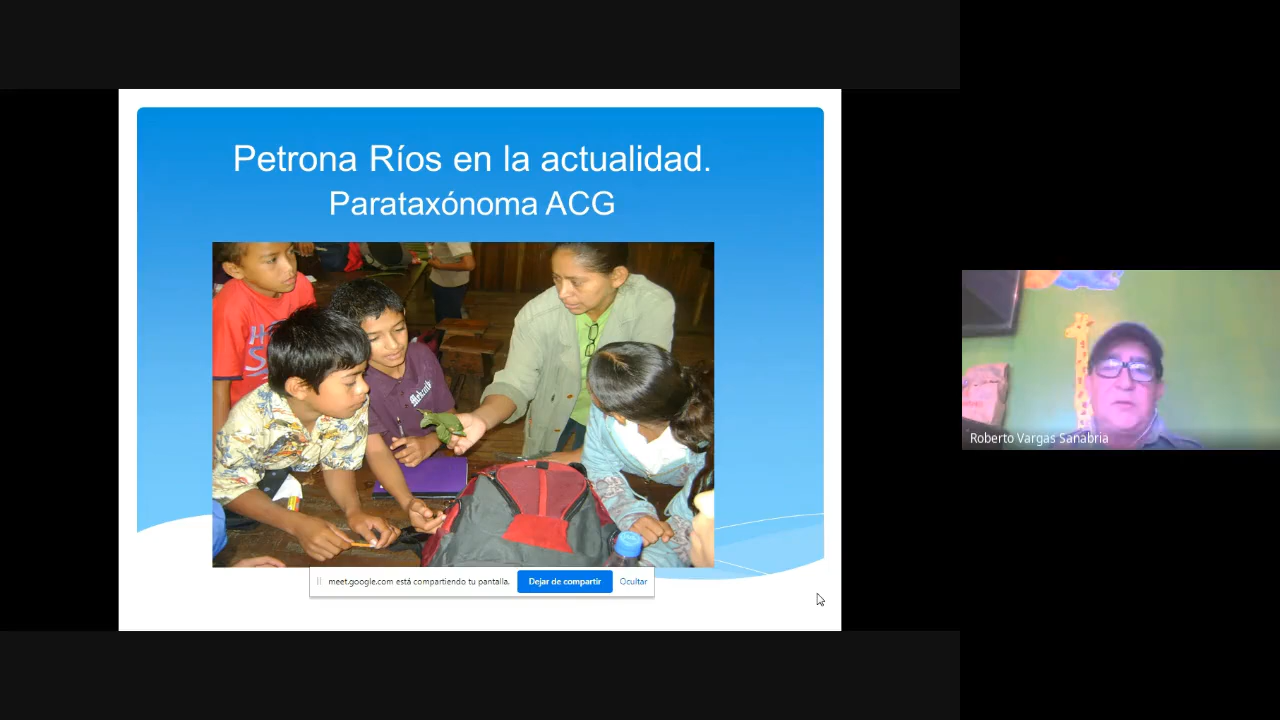 Petrona Ríos en la actualidad.
Parataxónoma ACG
meet.google.com está compartiendo tu pantalla.
Dejar de compartir
Ocultar
Roberto Vargas Sanabria